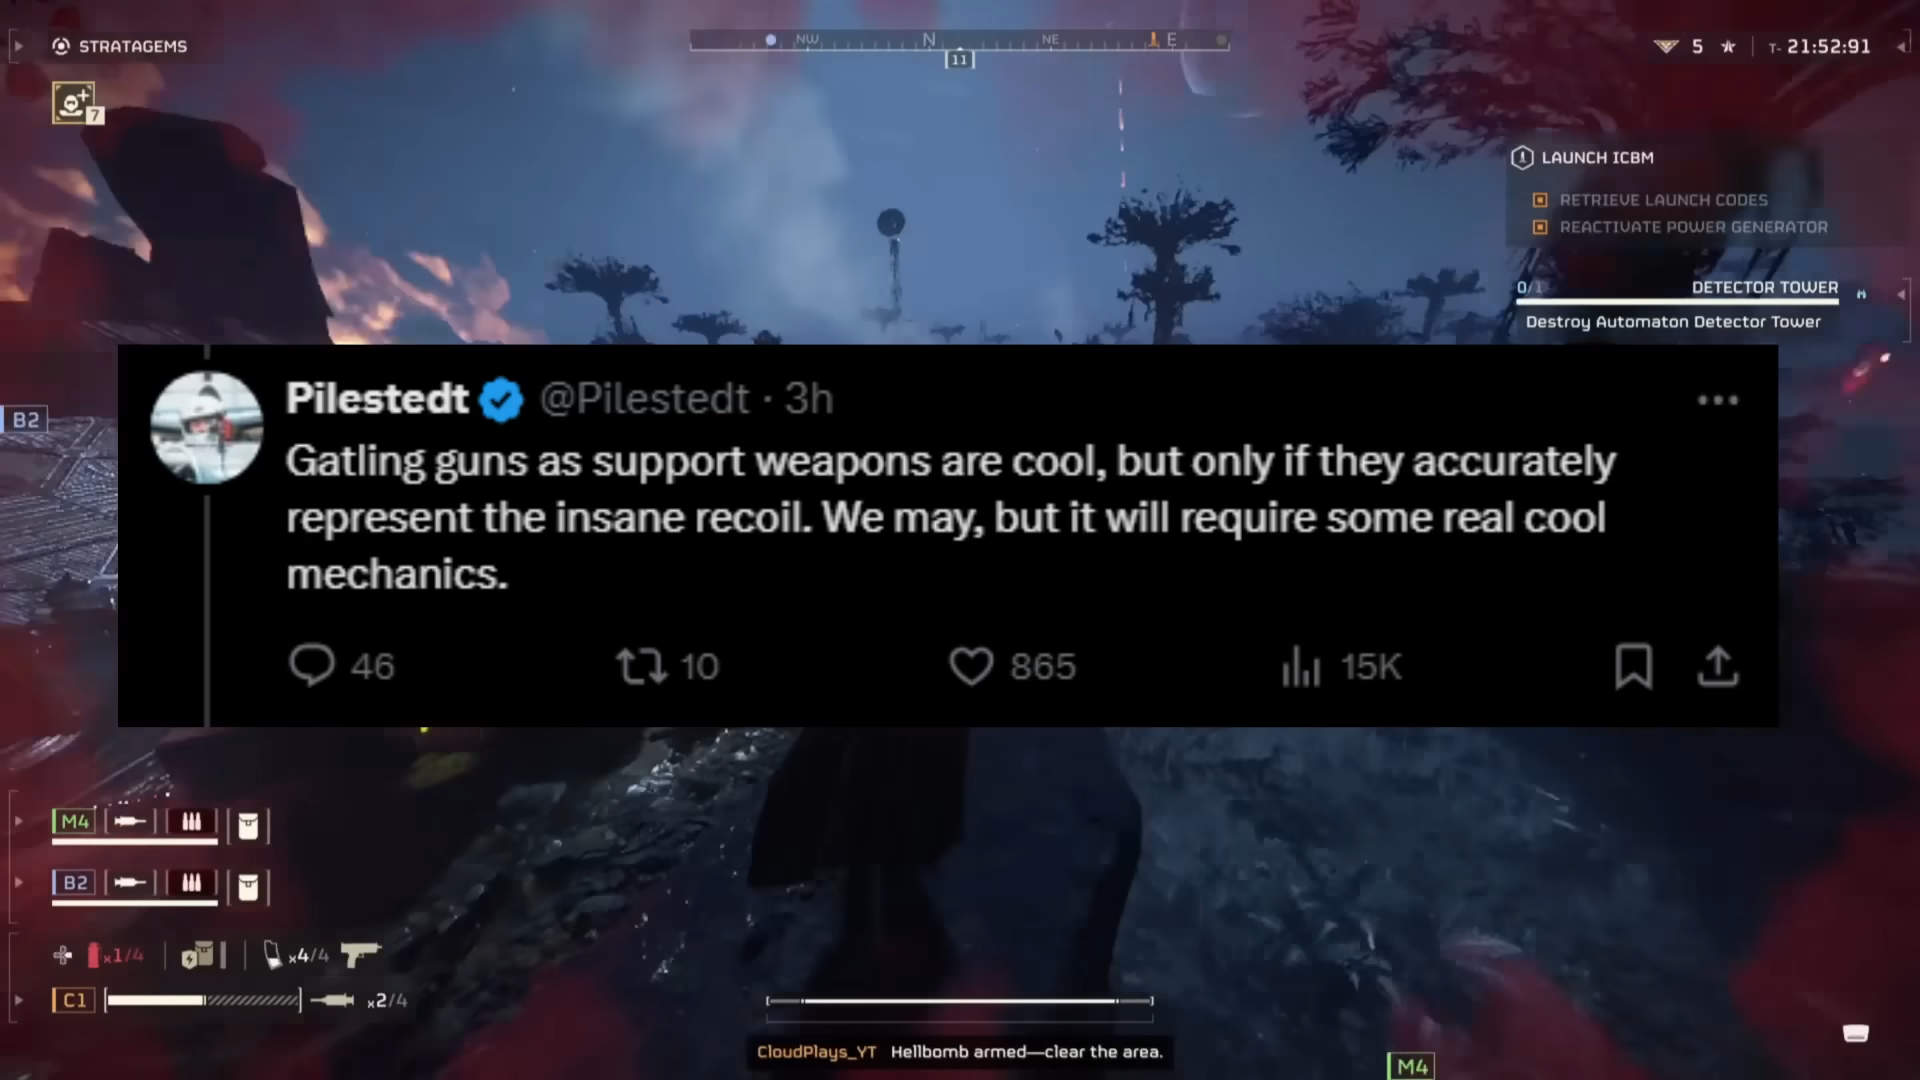 STRATAGEMS
7
NW N NE E
11
5
T- 21:52:91
LAUNCH ICBM
RETRIEVE LAUNCH CODES
REACTIVATE POWER GENERATOR
0/1 DETECTOR TOWER
Destroy Automaton Detector Tower
B2
Pilestedt @Pilestedt · 3h
Gatling guns as support weapons are cool, but only if they accurately
represent the insane recoil. We may, but it will require some real cool
mechanics.
46 10 865 15K
M4
B2
x1/4 x4/4
C1 x2/4
CloudPlays_YT Hellbomb armed—clear the area.
M4